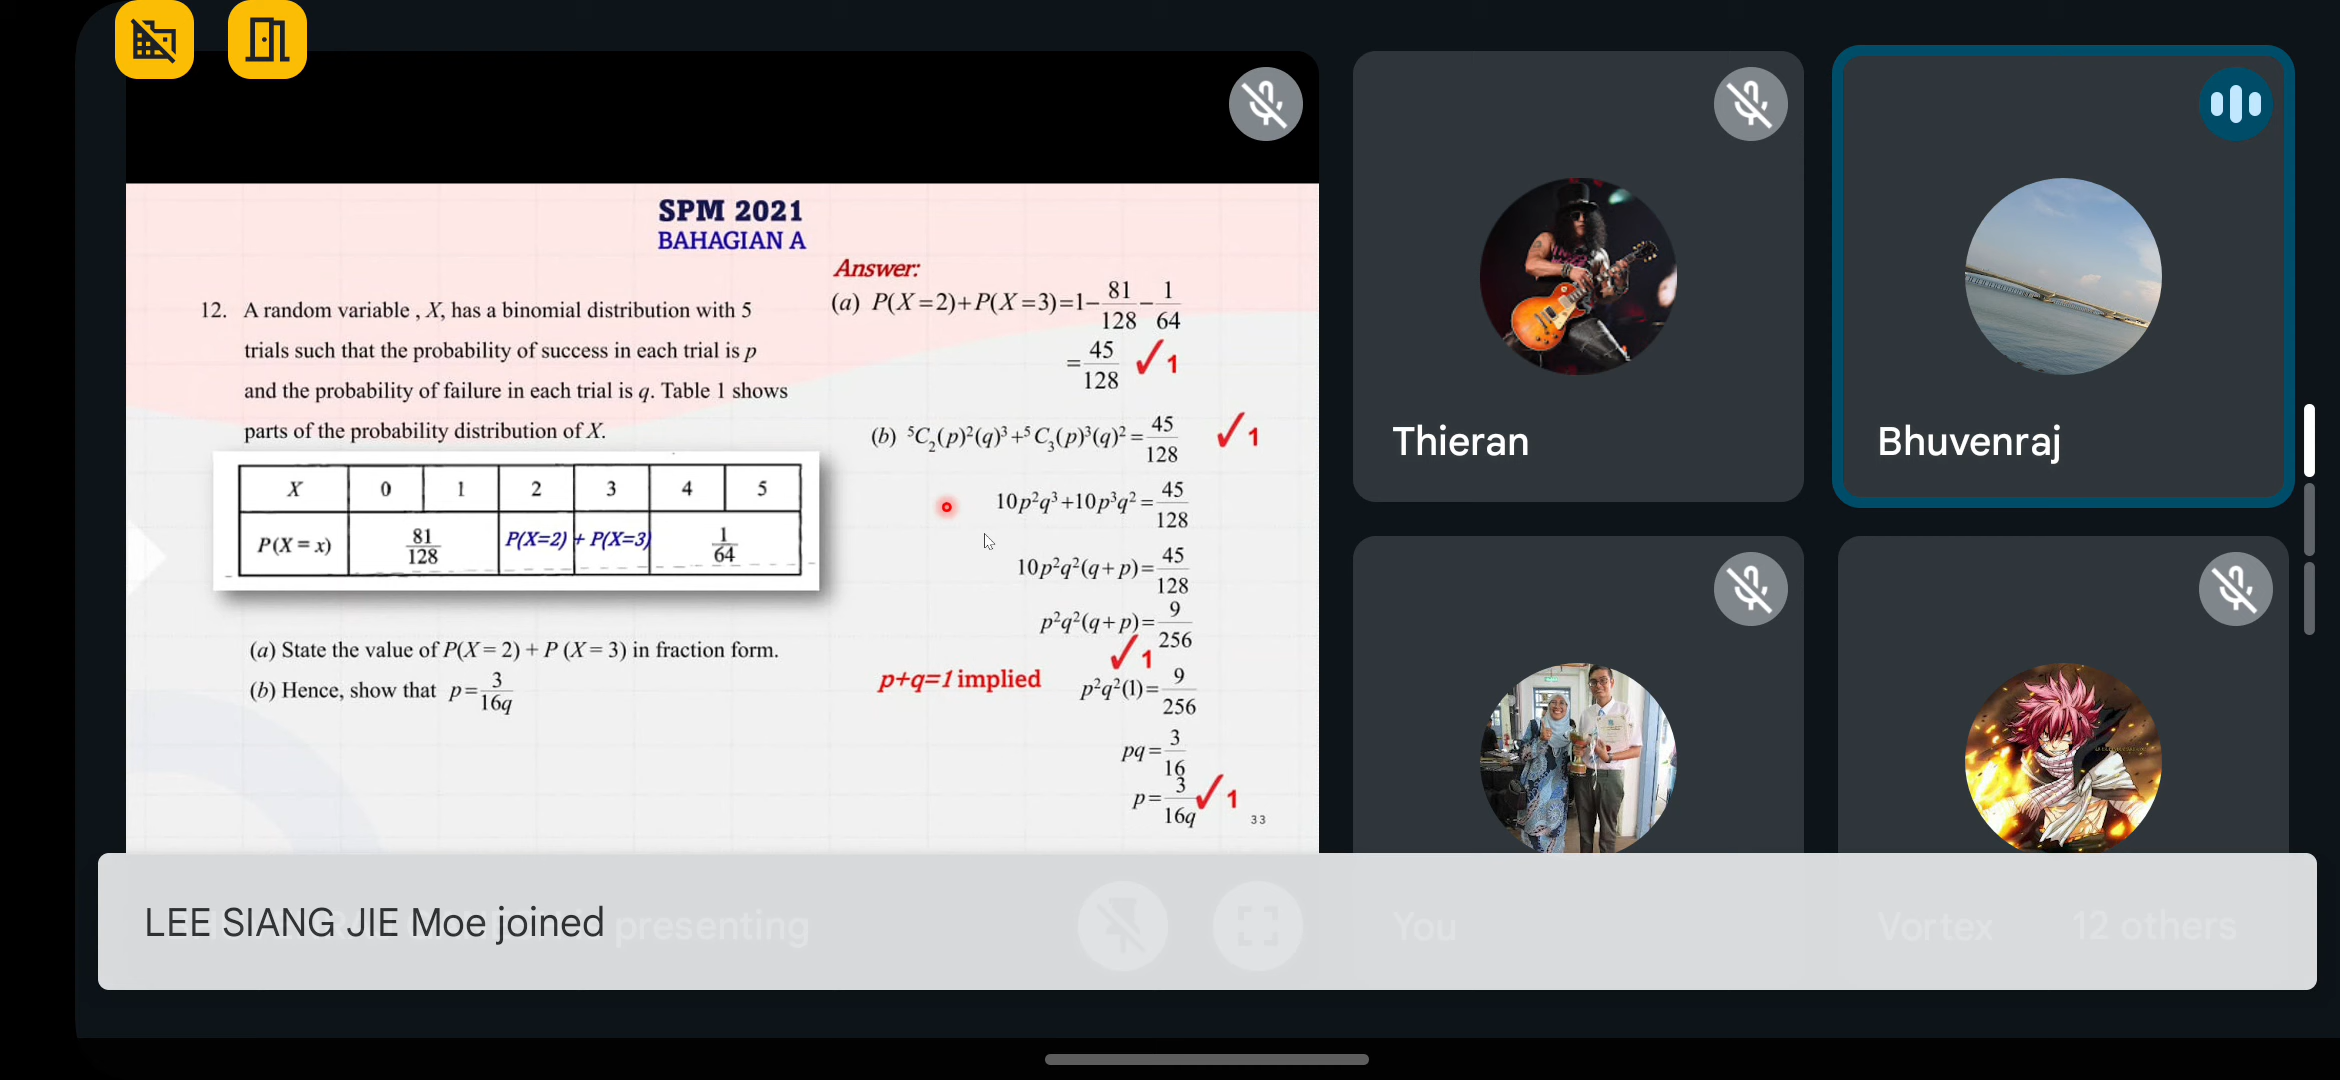 SPM 2021
BAHAGIAN A
12. A random variable , X, has a binomial distribution with 5
trials such that the probability of success in each trial is p
and the probability of failure in each trial is q. Table 1 shows
parts of the probability distribution of X.
X 0 1 2 3 4 5
P(X = x) 81/128 P(X=2) + P(X=3) 1/64
(a) State the value of P(X = 2) + P (X = 3) in fraction form.
(b) Hence, show that p = 3/16q
Answer:
(a) P(X=2)+P(X=3)=1−81/128−1/64
=45/128 ✓1
(b) ⁵C₂(p)²(q)³+⁵C₃(p)³(q)²=45/128 ✓1
10p²q³+10p³q²=45/128
10p²q²(q+p)=45/128
p²q²(q+p)=9/256
✓1
p+q=1 implied p²q²(1)=9/256
pq=3/16
p=3/16q ✓1
33
Thieran
Bhuvenraj
LEE SIANG JIE Moe joined
presenting
You
Vortex
12 others